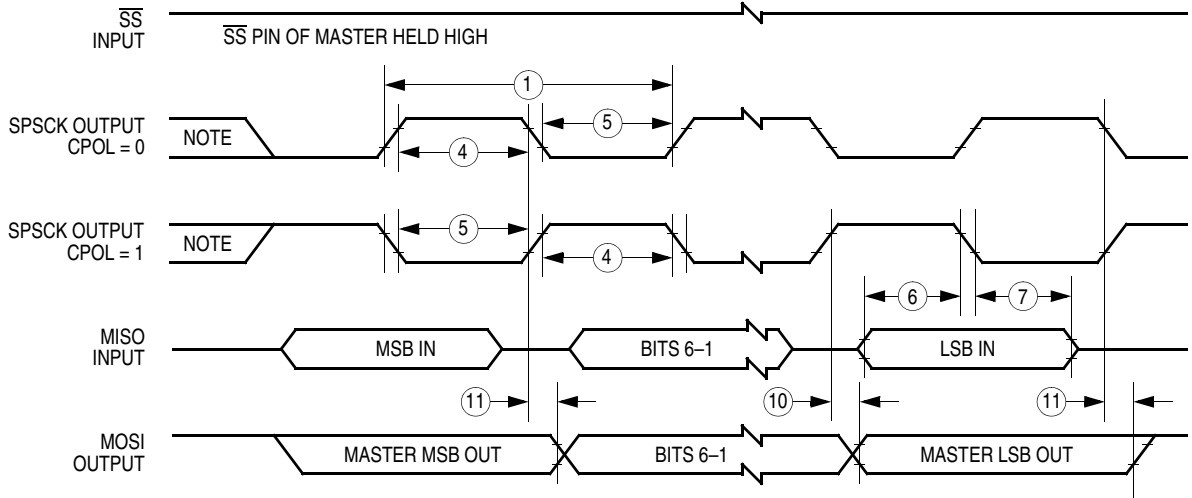 SS
INPUT
SS PIN OF MASTER HELD HIGH
1
SPSCK OUTPUT
CPOL = 0
NOTE
5
4
SPSCK OUTPUT
CPOL = 1
NOTE
5
4
6
7
MISO
INPUT
MSB IN
BITS 6–1
LSB IN
11
10
11
MOSI
OUTPUT
MASTER MSB OUT
BITS 6–1
MASTER LSB OUT